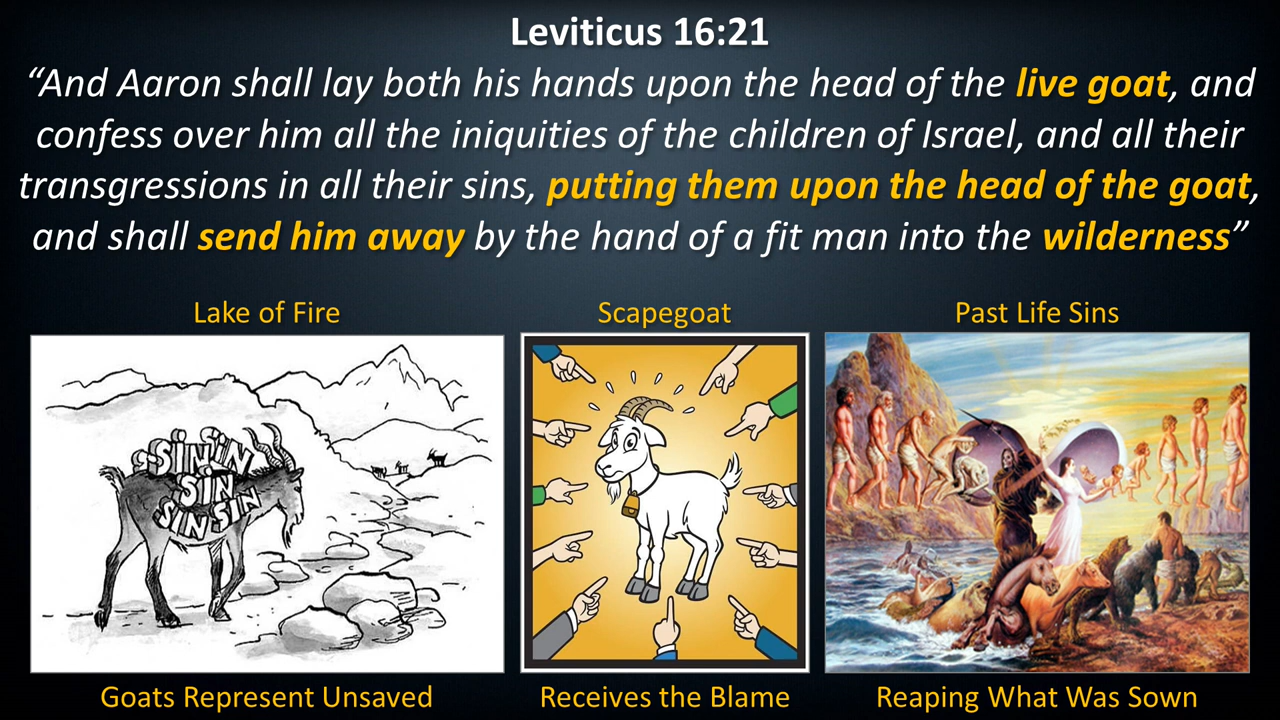 Leviticus 16:21
“And Aaron shall lay both his hands upon the head of the live goat, and
confess over him all the iniquities of the children of Israel, and all their
transgressions in all their sins, putting them upon the head of the goat,
and shall send him away by the hand of a fit man into the wilderness”
Lake of Fire
Scapegoat
Past Life Sins
SIN
SIN
SIN
SIN
SIN
Goats Represent Unsaved
Receives the Blame
Reaping What Was Sown